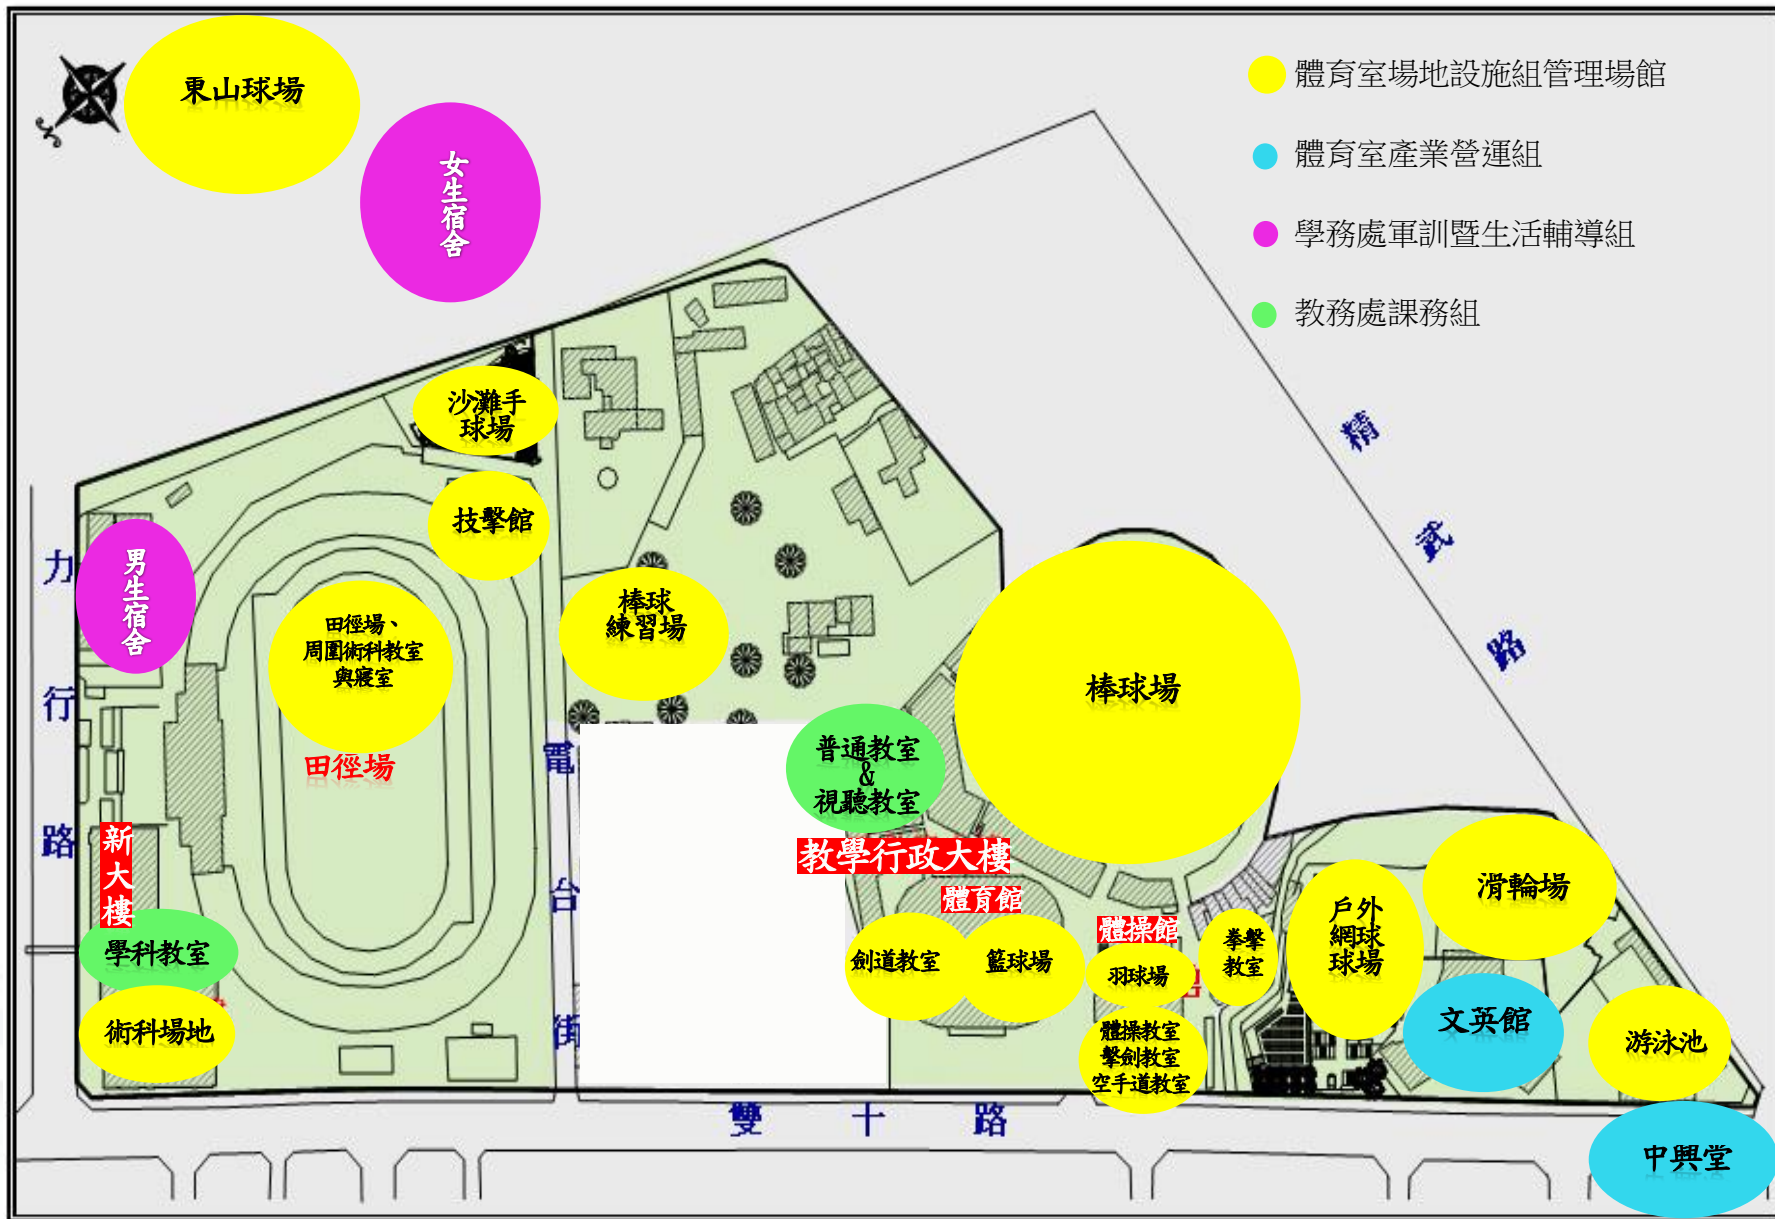 東山球場
女生宿舍
體育室場地設施組管理場館
體育室產業營運組
學務處軍訓暨生活輔導組
教務處課務組
沙灘手
球場
技擊館
男生宿舍
田徑場、
周圍術科教室
與寢室
田徑場
棒球
練習場
棒球場
普通教室
&
視聽教室
教學行政大樓
體育館
劍道教室
籃球場
體操館
羽球場
體操教室
擊劍教室
空手道教室
拳擊
教室
戶外
網球
球場
滑輪場
文英館
游泳池
中興堂
新大樓
學科教室
術科場地
力行路
電台街
雙十路
精武路